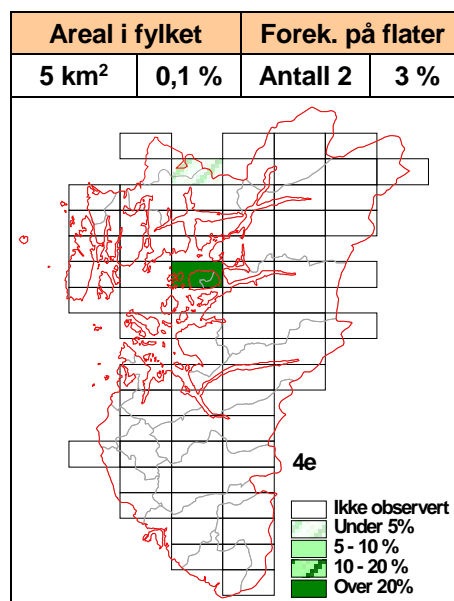 Areal i fylket Forek. på flater
5 km² 0,1 % Antall 2 3 %
4e
Ikke observert
Under 5%
5 - 10 %
10 - 20 %
Over 20%